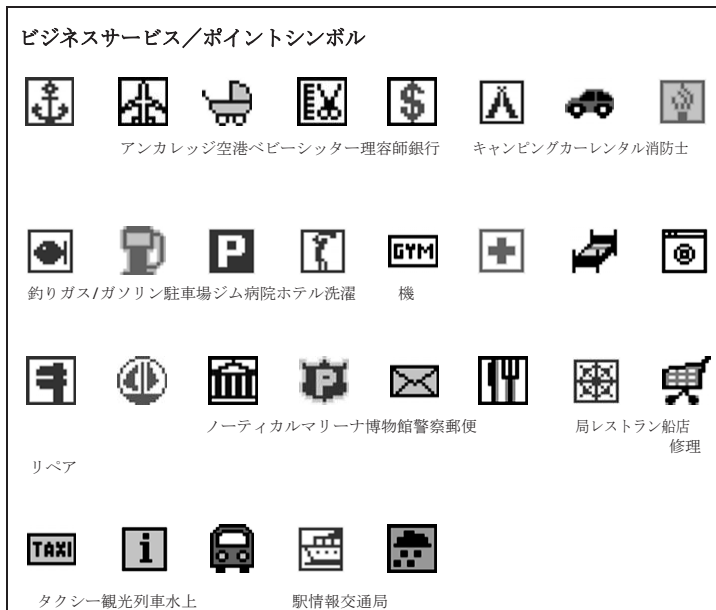 ビジネスサービス／ポイントシンボル
$
アンカレッジ空港ベビーシッター理容師銀行 キャンピングカーレンタル消防士
P GYM
釣りガス/ガソリン駐車場ジム病院ホテル洗濯 機
P
ノーティカルマリーナ博物館警察郵便 局レストラン船店
修理
リペア
TAXI i
タクシー観光列車水上 駅情報交通局